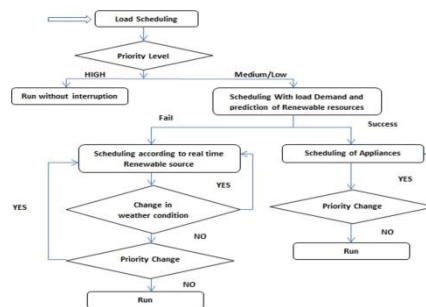 Load Scheduling
Priority Level
HIGH
Medium/Low
Run without interruption
Scheduling With load Demand and
prediction of Renewable resources
Fail
Success
Scheduling according to real time
Renewable source
Scheduling of Appliances
YES
YES
YES
Change in
weather condition
Priority Change
NO
NO
Priority Change
Run
NO
Run